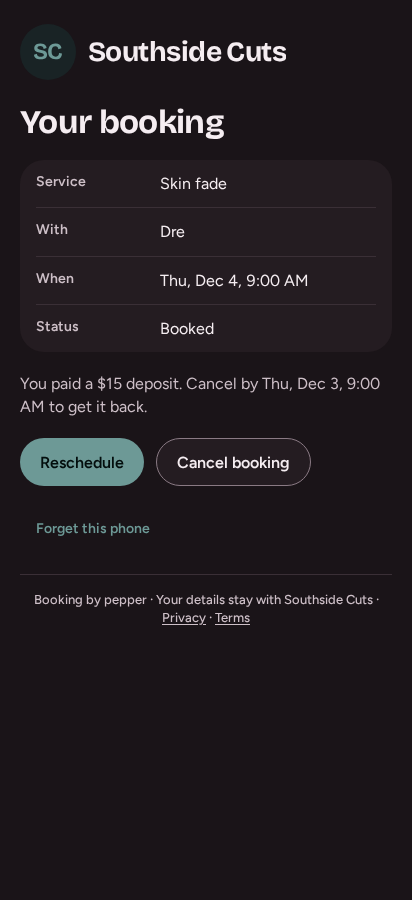 SC
Southside Cuts
Your booking
Service Skin fade
With Dre
When Thu, Dec 4, 9:00 AM
Status Booked
You paid a $15 deposit. Cancel by Thu, Dec 3, 9:00
AM to get it back.
Reschedule Cancel booking
Forget this phone
Booking by pepper · Your details stay with Southside Cuts ·
Privacy · Terms